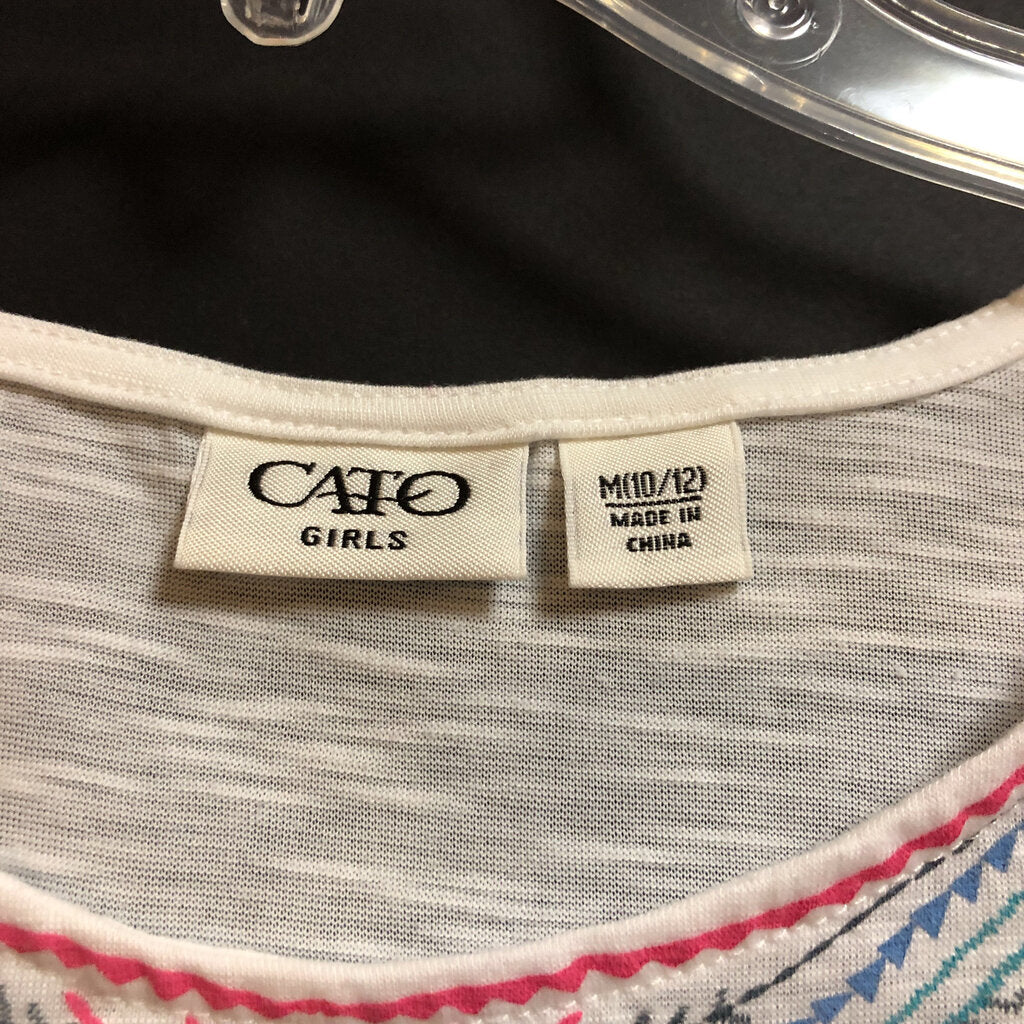 CATO
GIRLS
M(10/12)
MADE IN
CHINA